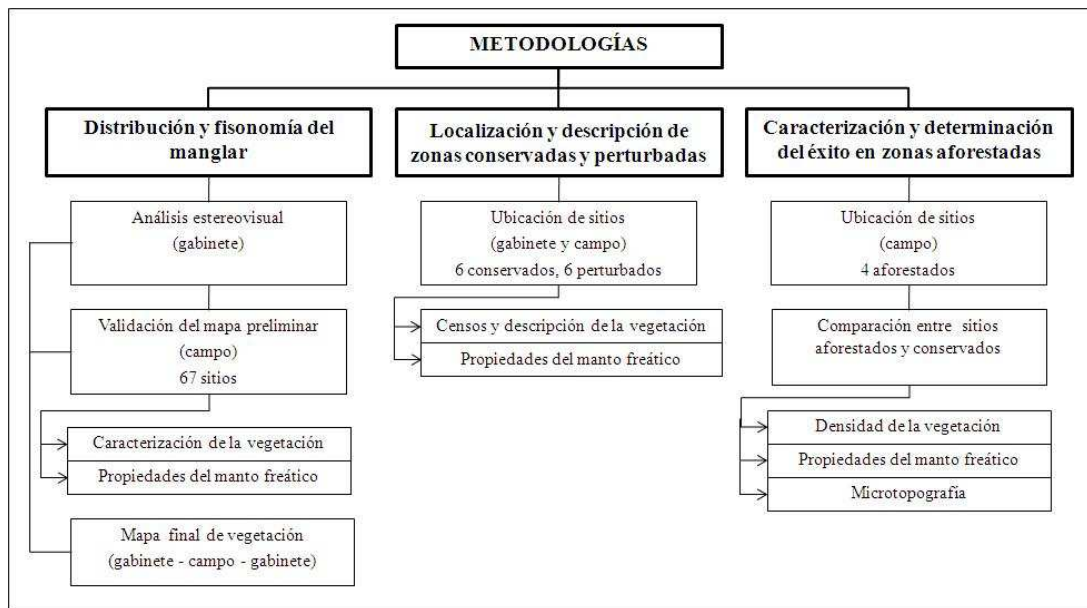 METODOLOGÍAS
Distribución y fisonomía del
manglar
Análisis estereovisual
(gabinete)
Validación del mapa preliminar
(campo)
67 sitios
Caracterización de la vegetación
Propiedades del manto freático
Mapa final de vegetación
(gabinete - campo - gabinete)
Localización y descripción de
zonas conservadas y perturbadas
Ubicación de sitios
(gabinete y campo)
6 conservados, 6 perturbados
Censos y descripción de la vegetación
Propiedades del manto freático
Caracterización y determinación
del éxito en zonas aforestadas
Ubicación de sitios
(campo)
4 aforestados
Comparación entre sitios
aforestados y conservados
Densidad de la vegetación
Propiedades del manto freático
Microtopografía